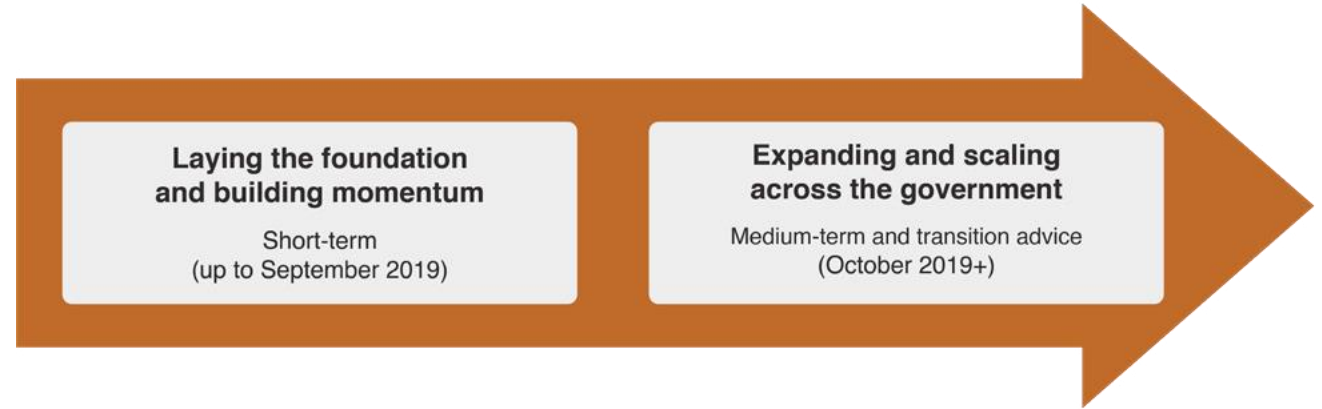 Laying the foundation
and building momentum
Short-term
(up to September 2019)
Expanding and scaling
across the government
Medium-term and transition advice
(October 2019+)